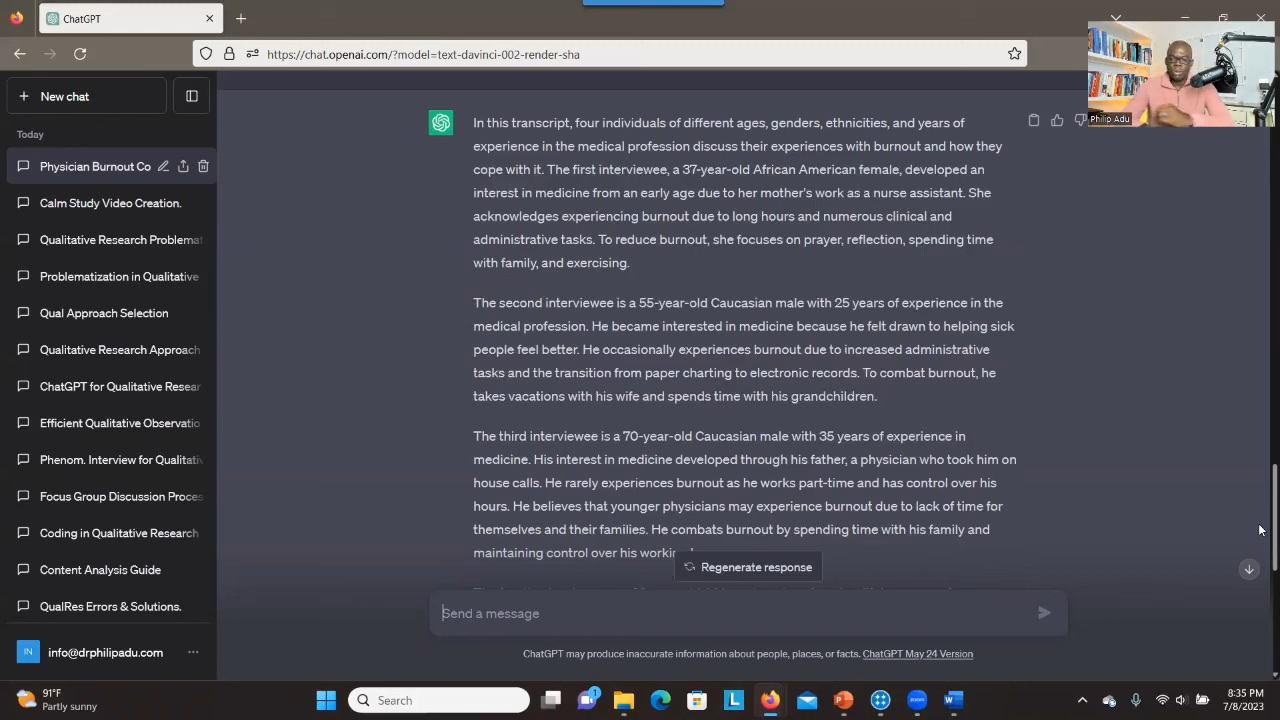 ChatGPT
https://chat.openai.com/?model=text-davinci-002-render-sha
Philip Adu
New chat
Today
Physician Burnout Co
Calm Study Video Creation.
Qualitative Research Problemat
Problematization in Qualitative
Qual Approach Selection
Qualitative Research Approach
ChatGPT for Qualitative Resear
Efficient Qualitative Observatio
Phenom. Interview for Qualitati
Focus Group Discussion Proces
Coding in Qualitative Research
Content Analysis Guide
QualRes Errors & Solutions.
IN info@drphilipadu.com
In this transcript, four individuals of different ages, genders, ethnicities, and years of
experience in the medical profession discuss their experiences with burnout and how they
cope with it. The first interviewee, a 37-year-old African American female, developed an
interest in medicine from an early age due to her mother's work as a nurse assistant. She
acknowledges experiencing burnout due to long hours and numerous clinical and
administrative tasks. To reduce burnout, she focuses on prayer, reflection, spending time
with family, and exercising.
The second interviewee is a 55-year-old Caucasian male with 25 years of experience in the
medical profession. He became interested in medicine because he felt drawn to helping sick
people feel better. He occasionally experiences burnout due to increased administrative
tasks and the transition from paper charting to electronic records. To combat burnout, he
takes vacations with his wife and spends time with his grandchildren.
The third interviewee is a 70-year-old Caucasian male with 35 years of experience in
medicine. His interest in medicine developed through his father, a physician who took him on
house calls. He rarely experiences burnout as he works part-time and has control over his
hours. He believes that younger physicians may experience burnout due to lack of time for
themselves and their families. He combats burnout by spending time with his family and
maintaining control over his workin
Regenerate response
Send a message
ChatGPT may produce inaccurate information about people, places, or facts. ChatGPT May 24 Version
91°F
Partly sunny
Search
1
8:35 PM
7/8/2023